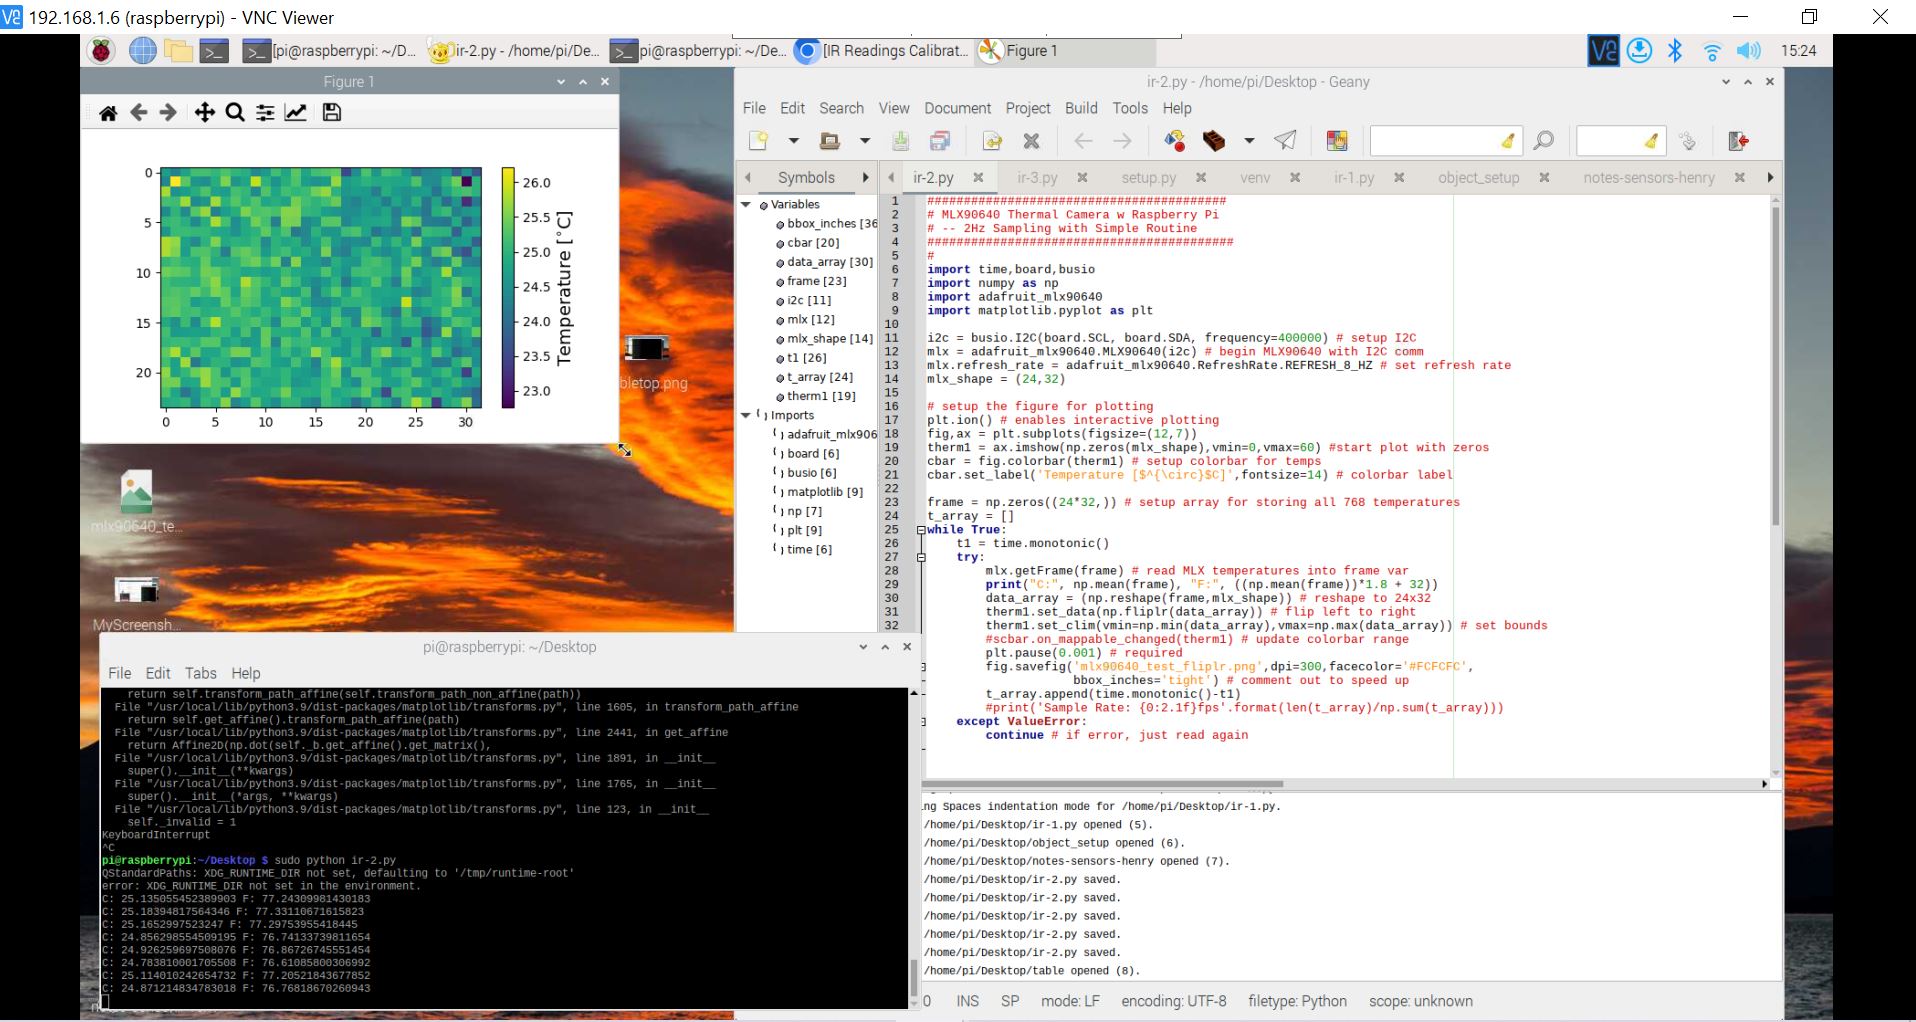 192.168.1.6 (raspberrypi) - VNC Viewer
[pi@raspberrypi: ~/D...
ir-2.py - /home/pi/De...
pi@raspberrypi: ~/De...
[IR Readings Calibrat...
Figure 1
15:24
Figure 1
0
5
10
15
20
0 5 10 15 20 25 30
26.0
25.5
25.0
24.5
24.0
23.5
23.0
Temperature [°C]
bletop.png
mlx90640_te...
MyScreensh...
ir-2.py - /home/pi/Desktop - Geany
File Edit Search View Document Project Build Tools Help
Symbols
ir-2.py ir-3.py setup.py venv ir-1.py object_setup notes-sensors-henry
Variables
bbox_inches [36
cbar [20]
data_array [30]
frame [23]
i2c [11]
mlx [12]
mlx_shape [14]
t1 [26]
t_array [24]
therm1 [19]
Imports
adafruit_mlx906
board [6]
busio [6]
matplotlib [9]
np [7]
plt [9]
time [6]
1 #########################################
2 # MLX90640 Thermal Camera w Raspberry Pi
3 # -- 2Hz Sampling with Simple Routine
4 ##########################################
5 #
6 import time,board,busio
7 import numpy as np
8 import adafruit_mlx90640
9 import matplotlib.pyplot as plt
10
11 i2c = busio.I2C(board.SCL, board.SDA, frequency=400000) # setup I2C
12 mlx = adafruit_mlx90640.MLX90640(i2c) # begin MLX90640 with I2C comm
13 mlx.refresh_rate = adafruit_mlx90640.RefreshRate.REFRESH_8_HZ # set refresh rate
14 mlx_shape = (24,32)
15
16 # setup the figure for plotting
17 plt.ion() # enables interactive plotting
18 fig,ax = plt.subplots(figsize=(12,7))
19 therm1 = ax.imshow(np.zeros(mlx_shape),vmin=0,vmax=60) #start plot with zeros
20 cbar = fig.colorbar(therm1) # setup colorbar for temps
21 cbar.set_label('Temperature [$^{\circ}$C]',fontsize=14) # colorbar label
22
23 frame = np.zeros((24*32,)) # setup array for storing all 768 temperatures
24 t_array = []
25 while True:
26 t1 = time.monotonic()
27 try:
28 mlx.getFrame(frame) # read MLX temperatures into frame var
29 print("C:", np.mean(frame), "F:", ((np.mean(frame))*1.8 + 32))
30 data_array = (np.reshape(frame,mlx_shape)) # reshape to 24x32
31 therm1.set_data(np.fliplr(data_array)) # flip left to right
32 therm1.set_clim(vmin=np.min(data_array),vmax=np.max(data_array)) # set bounds
#scbar.on_mappable_changed(therm1) # update colorbar range
plt.pause(0.001) # required
fig.savefig('mlx90640_test_fliplr.png',dpi=300,facecolor='#FCFCFC',
bbox_inches='tight') # comment out to speed up
t_array.append(time.monotonic()-t1)
#print('Sample Rate: {0:2.1f}fps'.format(len(t_array)/np.sum(t_array)))
except ValueError:
continue # if error, just read again
pi@raspberrypi: ~/Desktop
File Edit Tabs Help
return self.transform_path_affine(self.transform_path_non_affine(path))
File "/usr/local/lib/python3.9/dist-packages/matplotlib/transforms.py", line 1605, in transform_path_affine
return self.get_affine().transform_path_affine(path)
File "/usr/local/lib/python3.9/dist-packages/matplotlib/transforms.py", line 2441, in get_affine
return Affine2D(np.dot(self._b.get_affine().get_matrix(),
File "/usr/local/lib/python3.9/dist-packages/matplotlib/transforms.py", line 1891, in __init__
super().__init__(**kwargs)
File "/usr/local/lib/python3.9/dist-packages/matplotlib/transforms.py", line 1765, in __init__
super().__init__(*args, **kwargs)
File "/usr/local/lib/python3.9/dist-packages/matplotlib/transforms.py", line 123, in __init__
self._invalid = 1
KeyboardInterrupt
^C
pi@raspberrypi:~/Desktop $ sudo python ir-2.py
QStandardPaths: XDG_RUNTIME_DIR not set, defaulting to '/tmp/runtime-root'
error: XDG_RUNTIME_DIR not set in the environment.
C: 25.135055452389903 F: 77.24309981430183
C: 25.18394817564346 F: 77.33110671615823
C: 25.1652997523247 F: 77.29753955418445
C: 24.856298554509195 F: 76.74133739811654
C: 24.926259697508076 F: 76.86726745551454
C: 24.783810001705508 F: 76.61085800306992
C: 25.114010242654732 F: 77.20521843677852
C: 24.871214834783018 F: 76.76818670260943
ng Spaces indentation mode for /home/pi/Desktop/ir-1.py.
/home/pi/Desktop/ir-1.py opened (5).
/home/pi/Desktop/object_setup opened (6).
/home/pi/Desktop/notes-sensors-henry opened (7).
/home/pi/Desktop/ir-2.py saved.
/home/pi/Desktop/ir-2.py saved.
/home/pi/Desktop/ir-2.py saved.
/home/pi/Desktop/ir-2.py saved.
/home/pi/Desktop/ir-2.py saved.
/home/pi/Desktop/table opened (8).
0 INS SP mode: LF encoding: UTF-8 filetype: Python scope: unknown